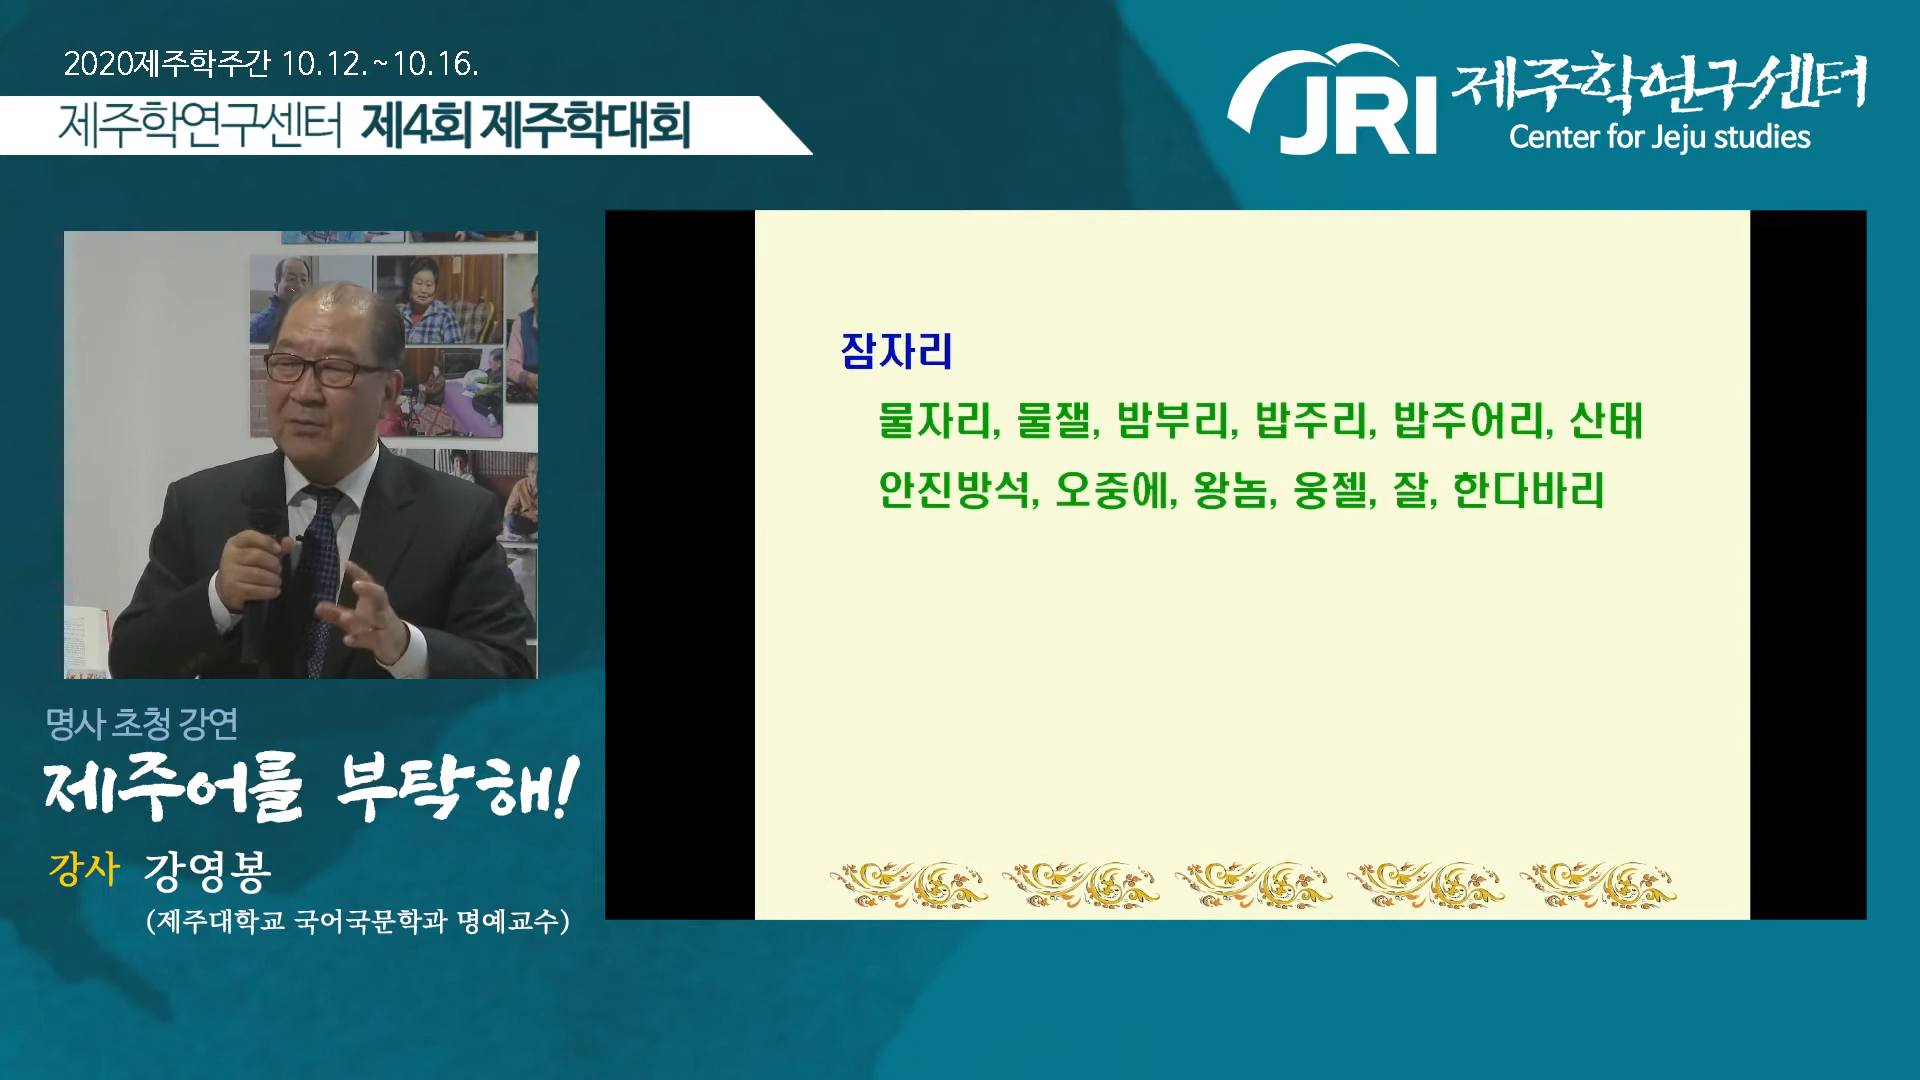 2020제주학주간 10.12.~10.16.
제주학연구센터 제4회 제주학대회
JRI 제주학연구센터
Center for Jeju studies
잠자리
물자리, 물잴, 밤부리, 밥주리, 밥주어리, 산태
안진방석, 오중에, 왕놈, 웅젤, 잘, 한다바리
명사 초청 강연
제주어를 부탁해!
강사 강영봉
(제주대학교 국어국문학과 명예교수)